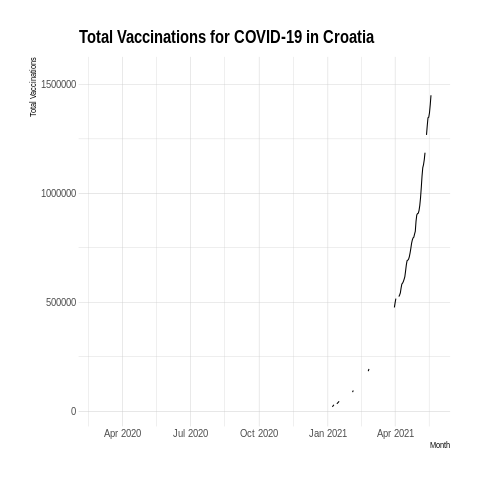 Total Vaccinations for COVID-19 in Croatia
Total Vaccinations
1500000
1000000
500000
0
Apr 2020 Jul 2020 Oct 2020 Jan 2021 Apr 2021
Month